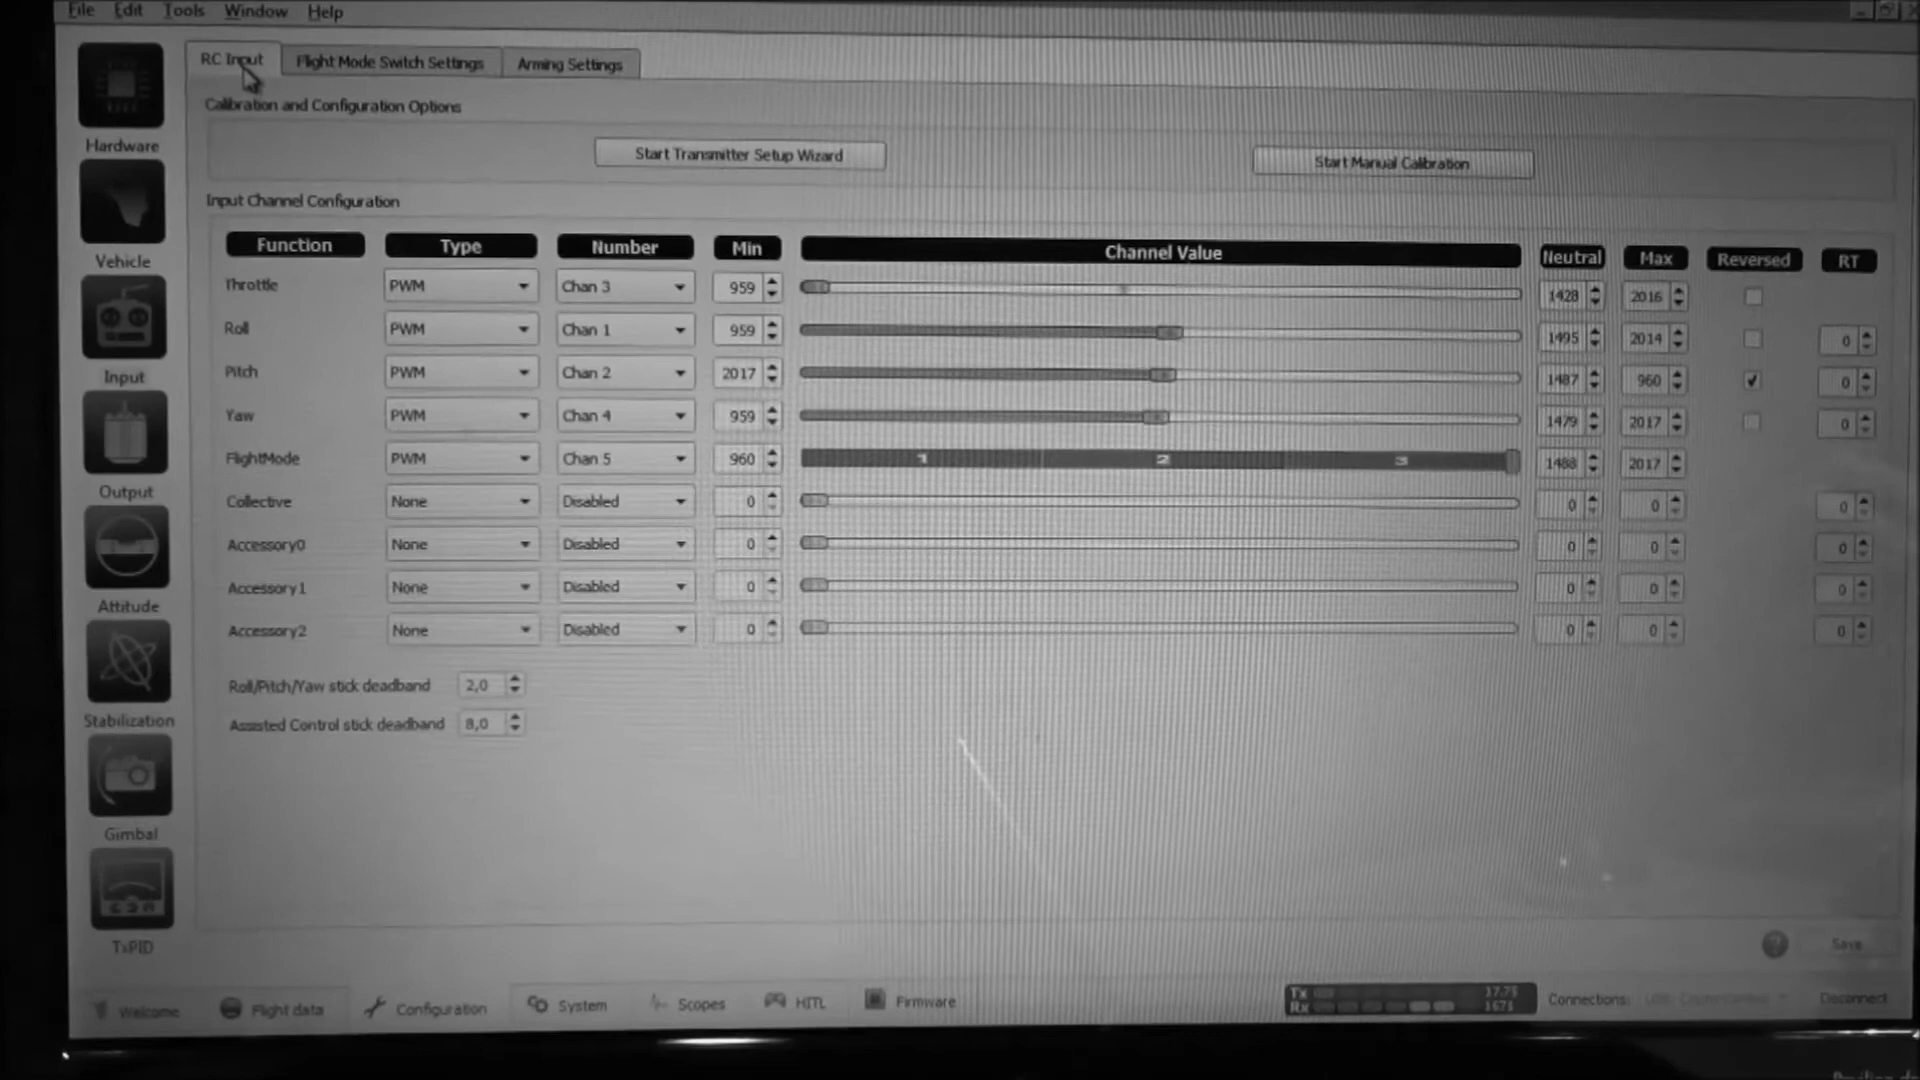 File Edit Tools Window Help
RC Input Flight Mode Switch Settings Arming Settings
Calibration and Configuration Options
Start Transmitter Setup Wizard Start Manual Calibration
Input Channel Configuration
Function Type Number Min Channel Value Neutral Max Reversed RT
Throttle PWM Chan 3 959 1428 2016
Roll PWM Chan 1 959 1495 2014 0
Pitch PWM Chan 2 2017 1487 960 0
Yaw PWM Chan 4 959 1479 2017 0
FlightMode PWM Chan 5 960 1 2 3 1488 2017
Collective None Disabled 0 0 0 0
Accessory0 None Disabled 0 0 0 0
Accessory1 None Disabled 0 0 0 0
Accessory2 None Disabled 0 0 0 0
Roll/Pitch/Yaw stick deadband 2,0
Assisted Control stick deadband 8,0
Hardware
Vehicle
Input
Output
Attitude
Stabilization
Gimbal
TxPID
? Save
Welcome Flight data Configuration System Scopes HITL Firmware
Tx
Rx 1671
Connections: Disconnect